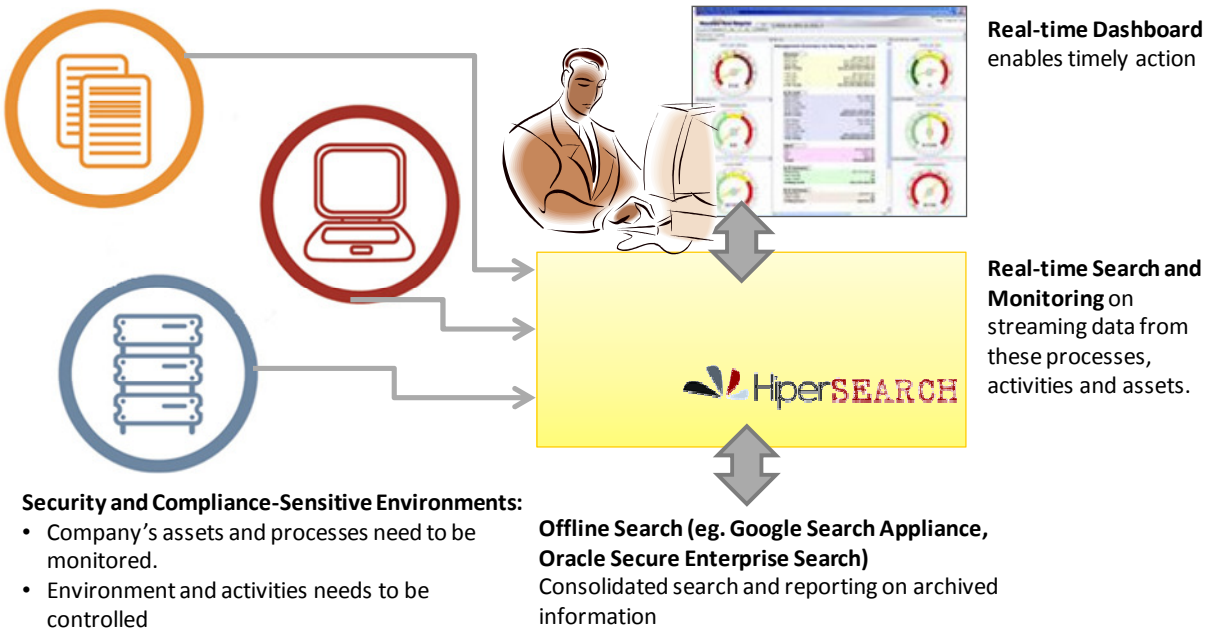 Real-time Dashboard
enables timely action
Real-time Search and
Monitoring on
streaming data from
these processes,
activities and assets.
HiperSEARCH
Security and Compliance-Sensitive Environments:
• Company's assets and processes need to be
monitored.
• Environment and activities needs to be
controlled
Offline Search (eg. Google Search Appliance,
Oracle Secure Enterprise Search)
Consolidated search and reporting on archived
information